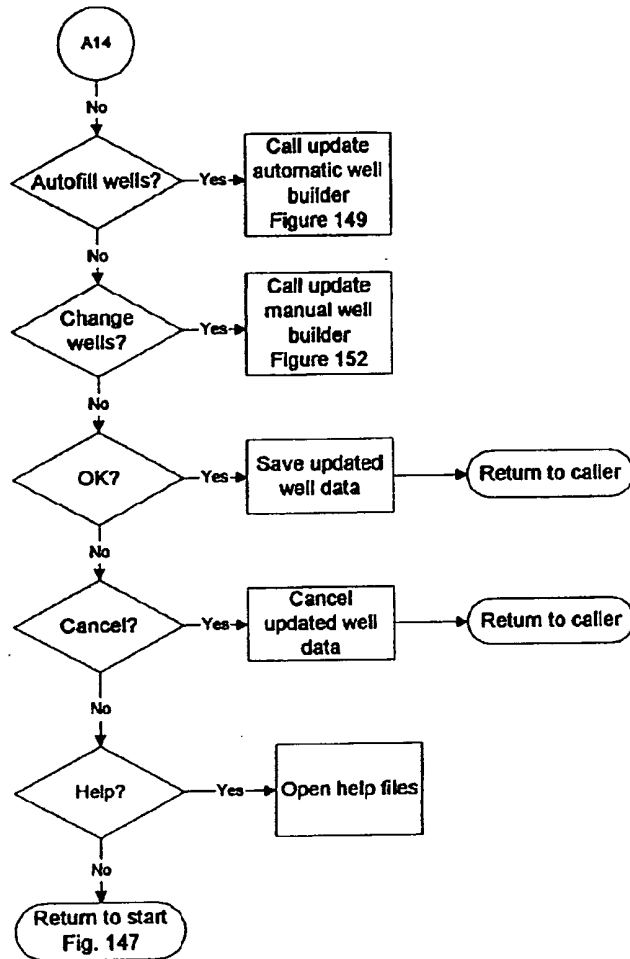 A14
No
Autofill wells?
Yes
Call update
automatic well
builder
Figure 149
No
Change
wells?
Yes
Call update
manual well
builder
Figure 152
No
OK?
Yes
Save updated
well data
Return to caller
No
Cancel?
Yes
Cancel
updated well
data
Return to caller
No
Help?
Yes
Open help files
No
Return to start
Fig. 147